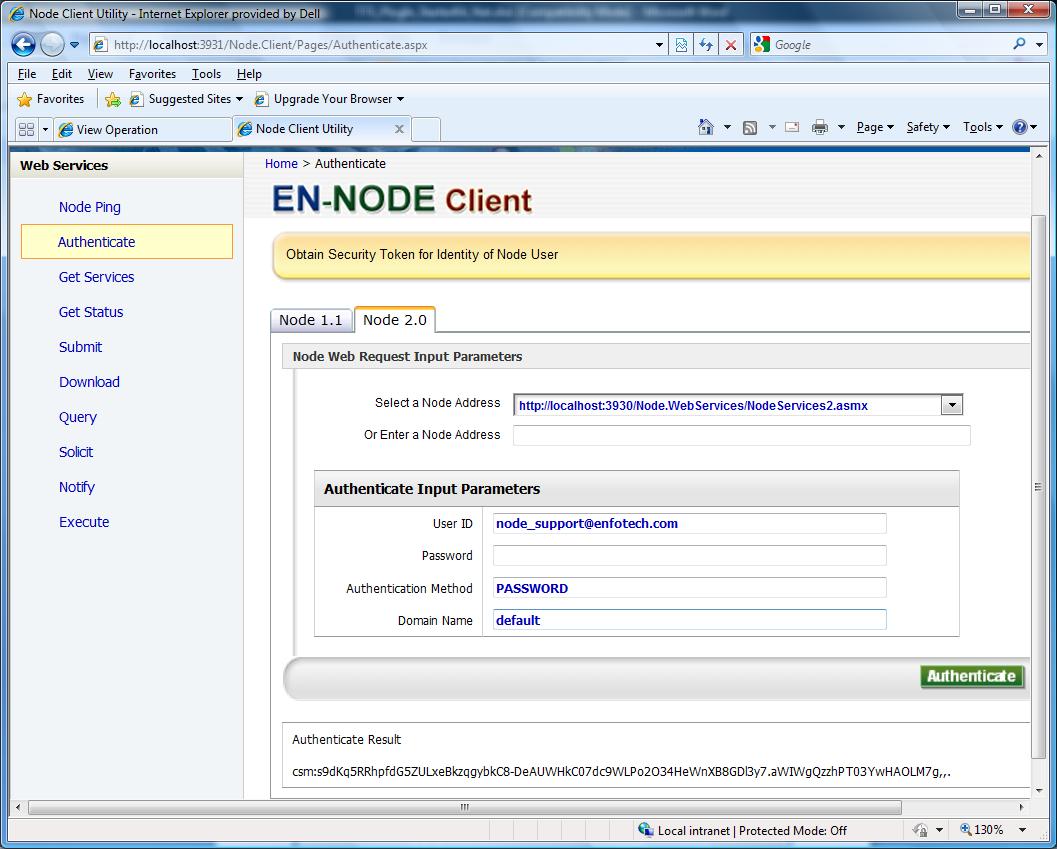 Node Client Utility - Internet Explorer provided by Dell
http://localhost:3931/Node.Client/Pages/Authenticate.aspx
Google
File Edit View Favorites Tools Help
Favorites Suggested Sites Upgrade Your Browser
View Operation Node Client Utility Page Safety Tools
Web Services
Node Ping
Authenticate
Get Services
Get Status
Submit
Download
Query
Solicit
Notify
Execute
Home > Authenticate
EN-NODE Client
Obtain Security Token for Identity of Node User
Node 1.1 Node 2.0
Node Web Request Input Parameters
Select a Node Address http://localhost:3930/Node.WebServices/NodeServices2.asmx
Or Enter a Node Address
Authenticate Input Parameters
User ID node_support@enfotech.com
Password
Authentication Method PASSWORD
Domain Name default
Authenticate
Authenticate Result
csm:s9dKq5RRhpfdG5ZULxeBkzqgybkC8-DeAUWHkC07dc9WLPo2O34HeWnXB8GDl3y7.aWIWgQzzhPT03YwHAOLM7g,,.
Local intranet | Protected Mode: Off 130%